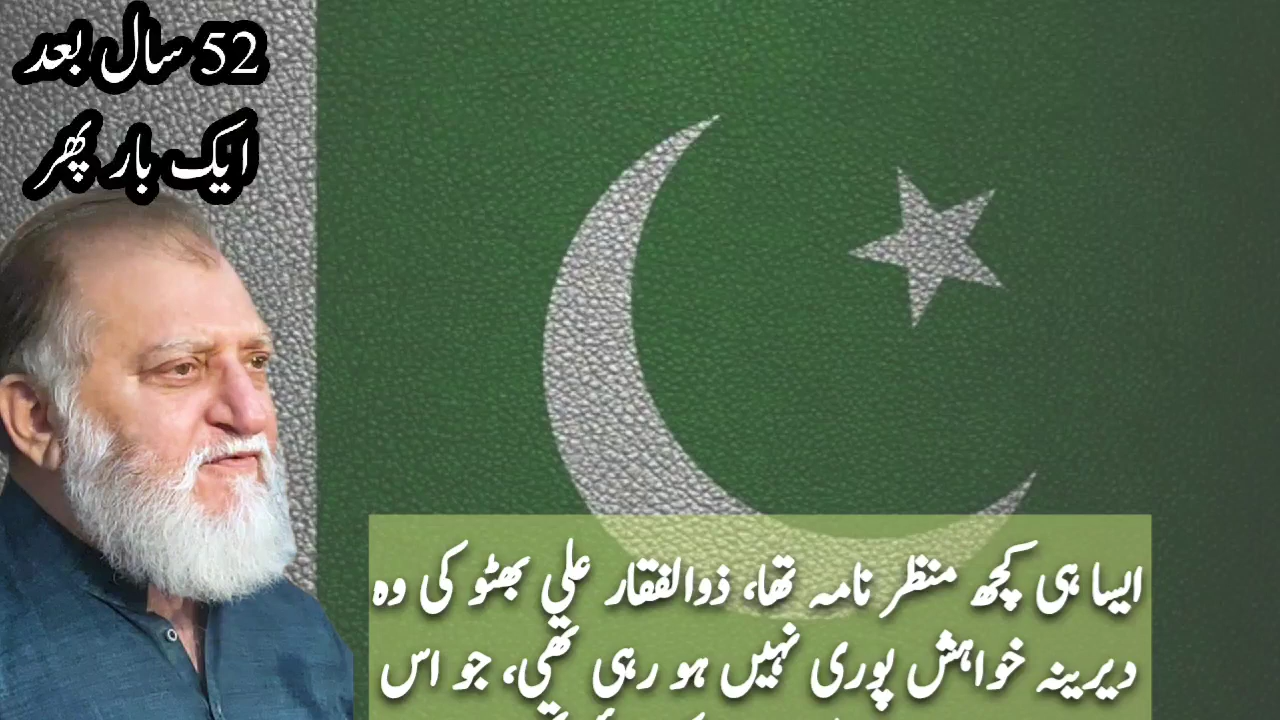 52 سال بعد
ایک بار پھر
ایسا ہی کچھ منظر نامہ تھا، ذوالفقار علی بھٹو کی وہ
دیرینہ خواہش پوری نہیں ہو رہی تھی، جو اس